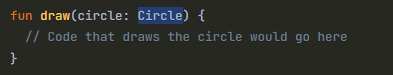 fun draw(circle: Circle) {
  // Code that draws the circle would go here
}